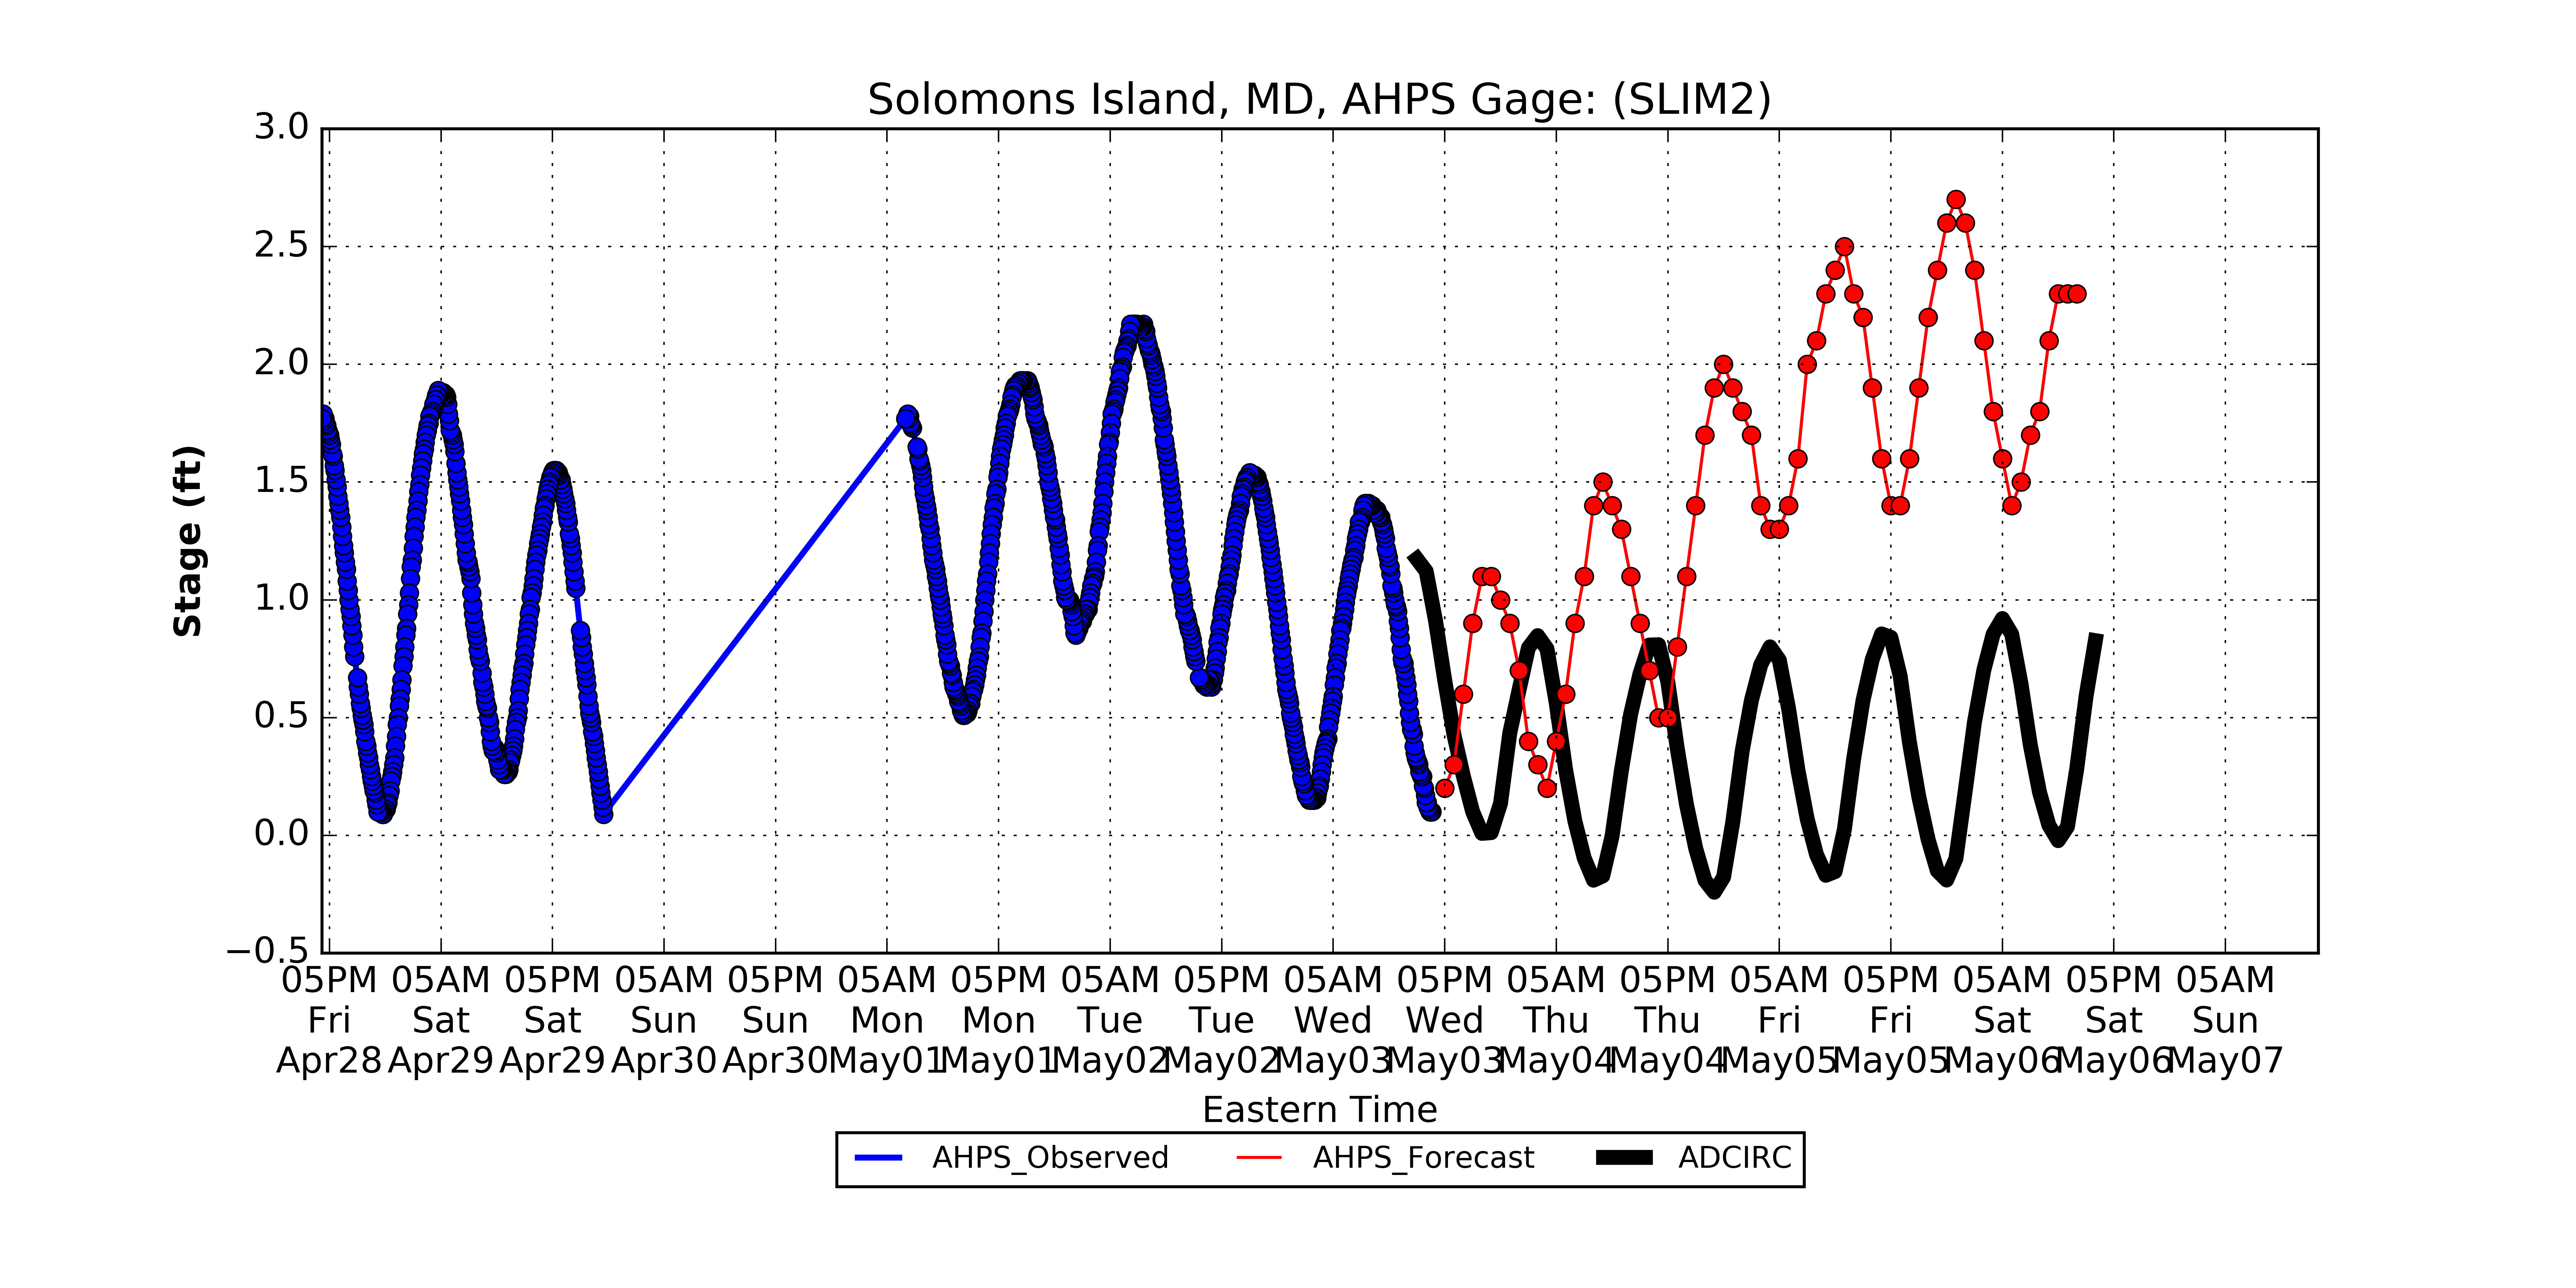 Solomons Island, MD, AHPS Gage: (SLIM2)
3.0
2.5
2.0
1.5
1.0
0.5
0.0
−0.5
Stage (ft)
05PM 05AM 05PM 05AM 05PM 05AM 05PM 05AM 05PM 05AM 05PM 05AM 05PM 05AM 05PM 05AM 05PM 05AM
Fri Sat Sat Sun Sun Mon Mon Tue Tue Wed Wed Thu Thu Fri Fri Sat Sat Sun
Apr28 Apr29 Apr29 Apr30 Apr30 May01 May01 May02 May02 May03 May03 May04 May04 May05 May05 May06 May06 May07
Eastern Time
AHPS_Observed AHPS_Forecast ADCIRC